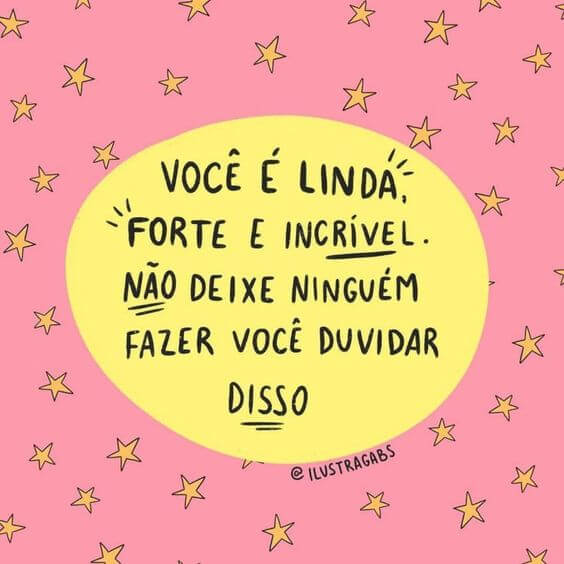 VOCÊ É LINDA,
FORTE E INCRÍVEL.
NÃO DEIXE NINGUÉM
FAZER VOCÊ DUVIDAR
DISSO
@ILUSTRAGABS